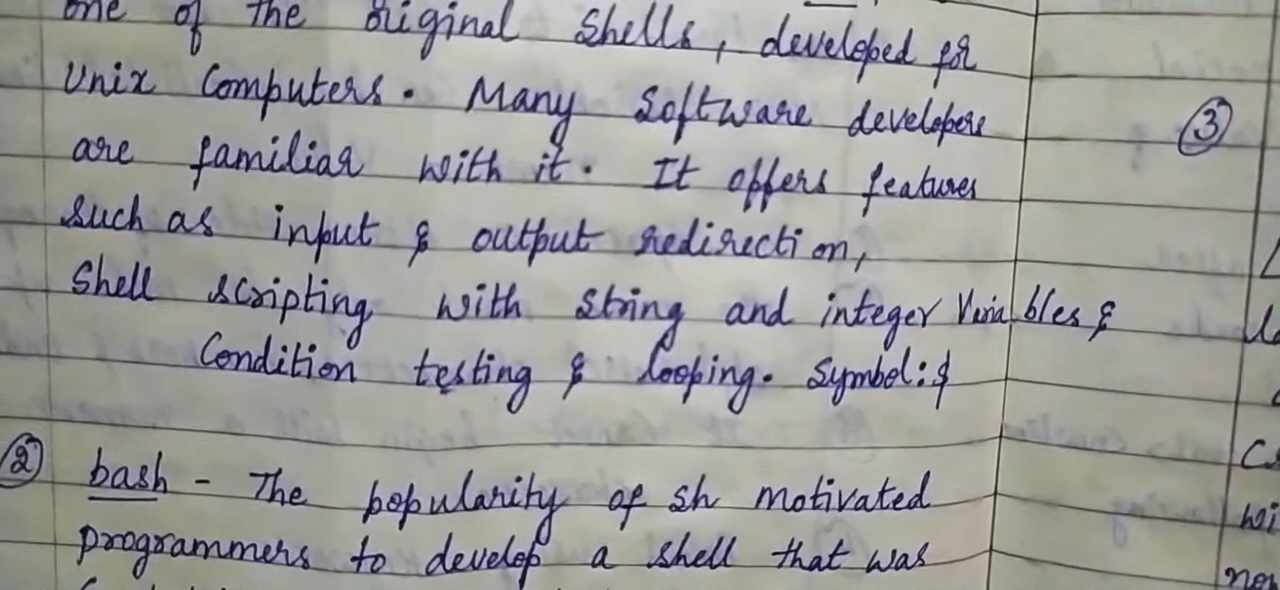 one of the original shells, developed for
Unix Computers. Many Software developers
are familiar with it. It offers features
such as input & output redirection,
Shell scripting with string and integer Variables &
Condition testing & looping. Symbol: $
② bash - The popularity of sh motivated
programmers to develop a shell that was
③